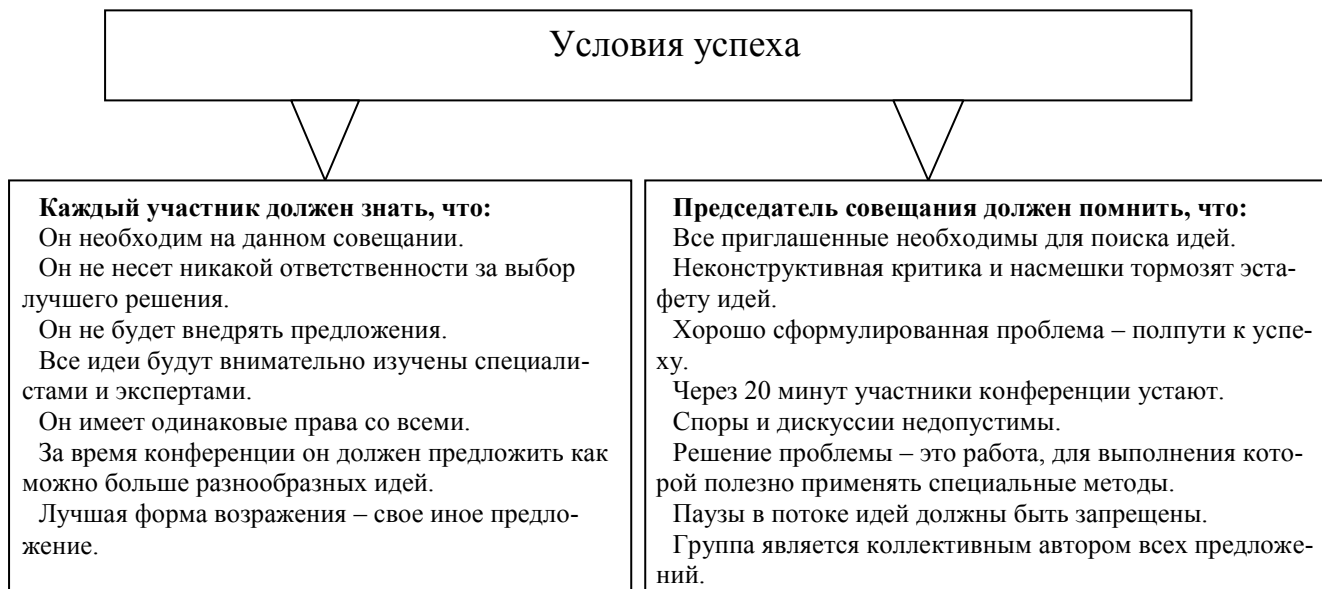 Условия успеха
Каждый участник должен знать, что:
Он необходим на данном совещании.
Он не несет никакой ответственности за выбор
лучшего решения.
Он не будет внедрять предложения.
Все идеи будут внимательно изучены специали-
стами и экспертами.
Он имеет одинаковые права со всеми.
За время конференции он должен предложить как
можно больше разнообразных идей.
Лучшая форма возражения – свое иное предло-
жение.
Председатель совещания должен помнить, что:
Все приглашенные необходимы для поиска идей.
Неконструктивная критика и насмешки тормозят эста-
фету идей.
Хорошо сформулированная проблема – полпути к успе-
ху.
Через 20 минут участники конференции устают.
Споры и дискуссии недопустимы.
Решение проблемы – это работа, для выполнения кото-
рой полезно применять специальные методы.
Паузы в потоке идей должны быть запрещены.
Группа является коллективным автором всех предложе-
ний.